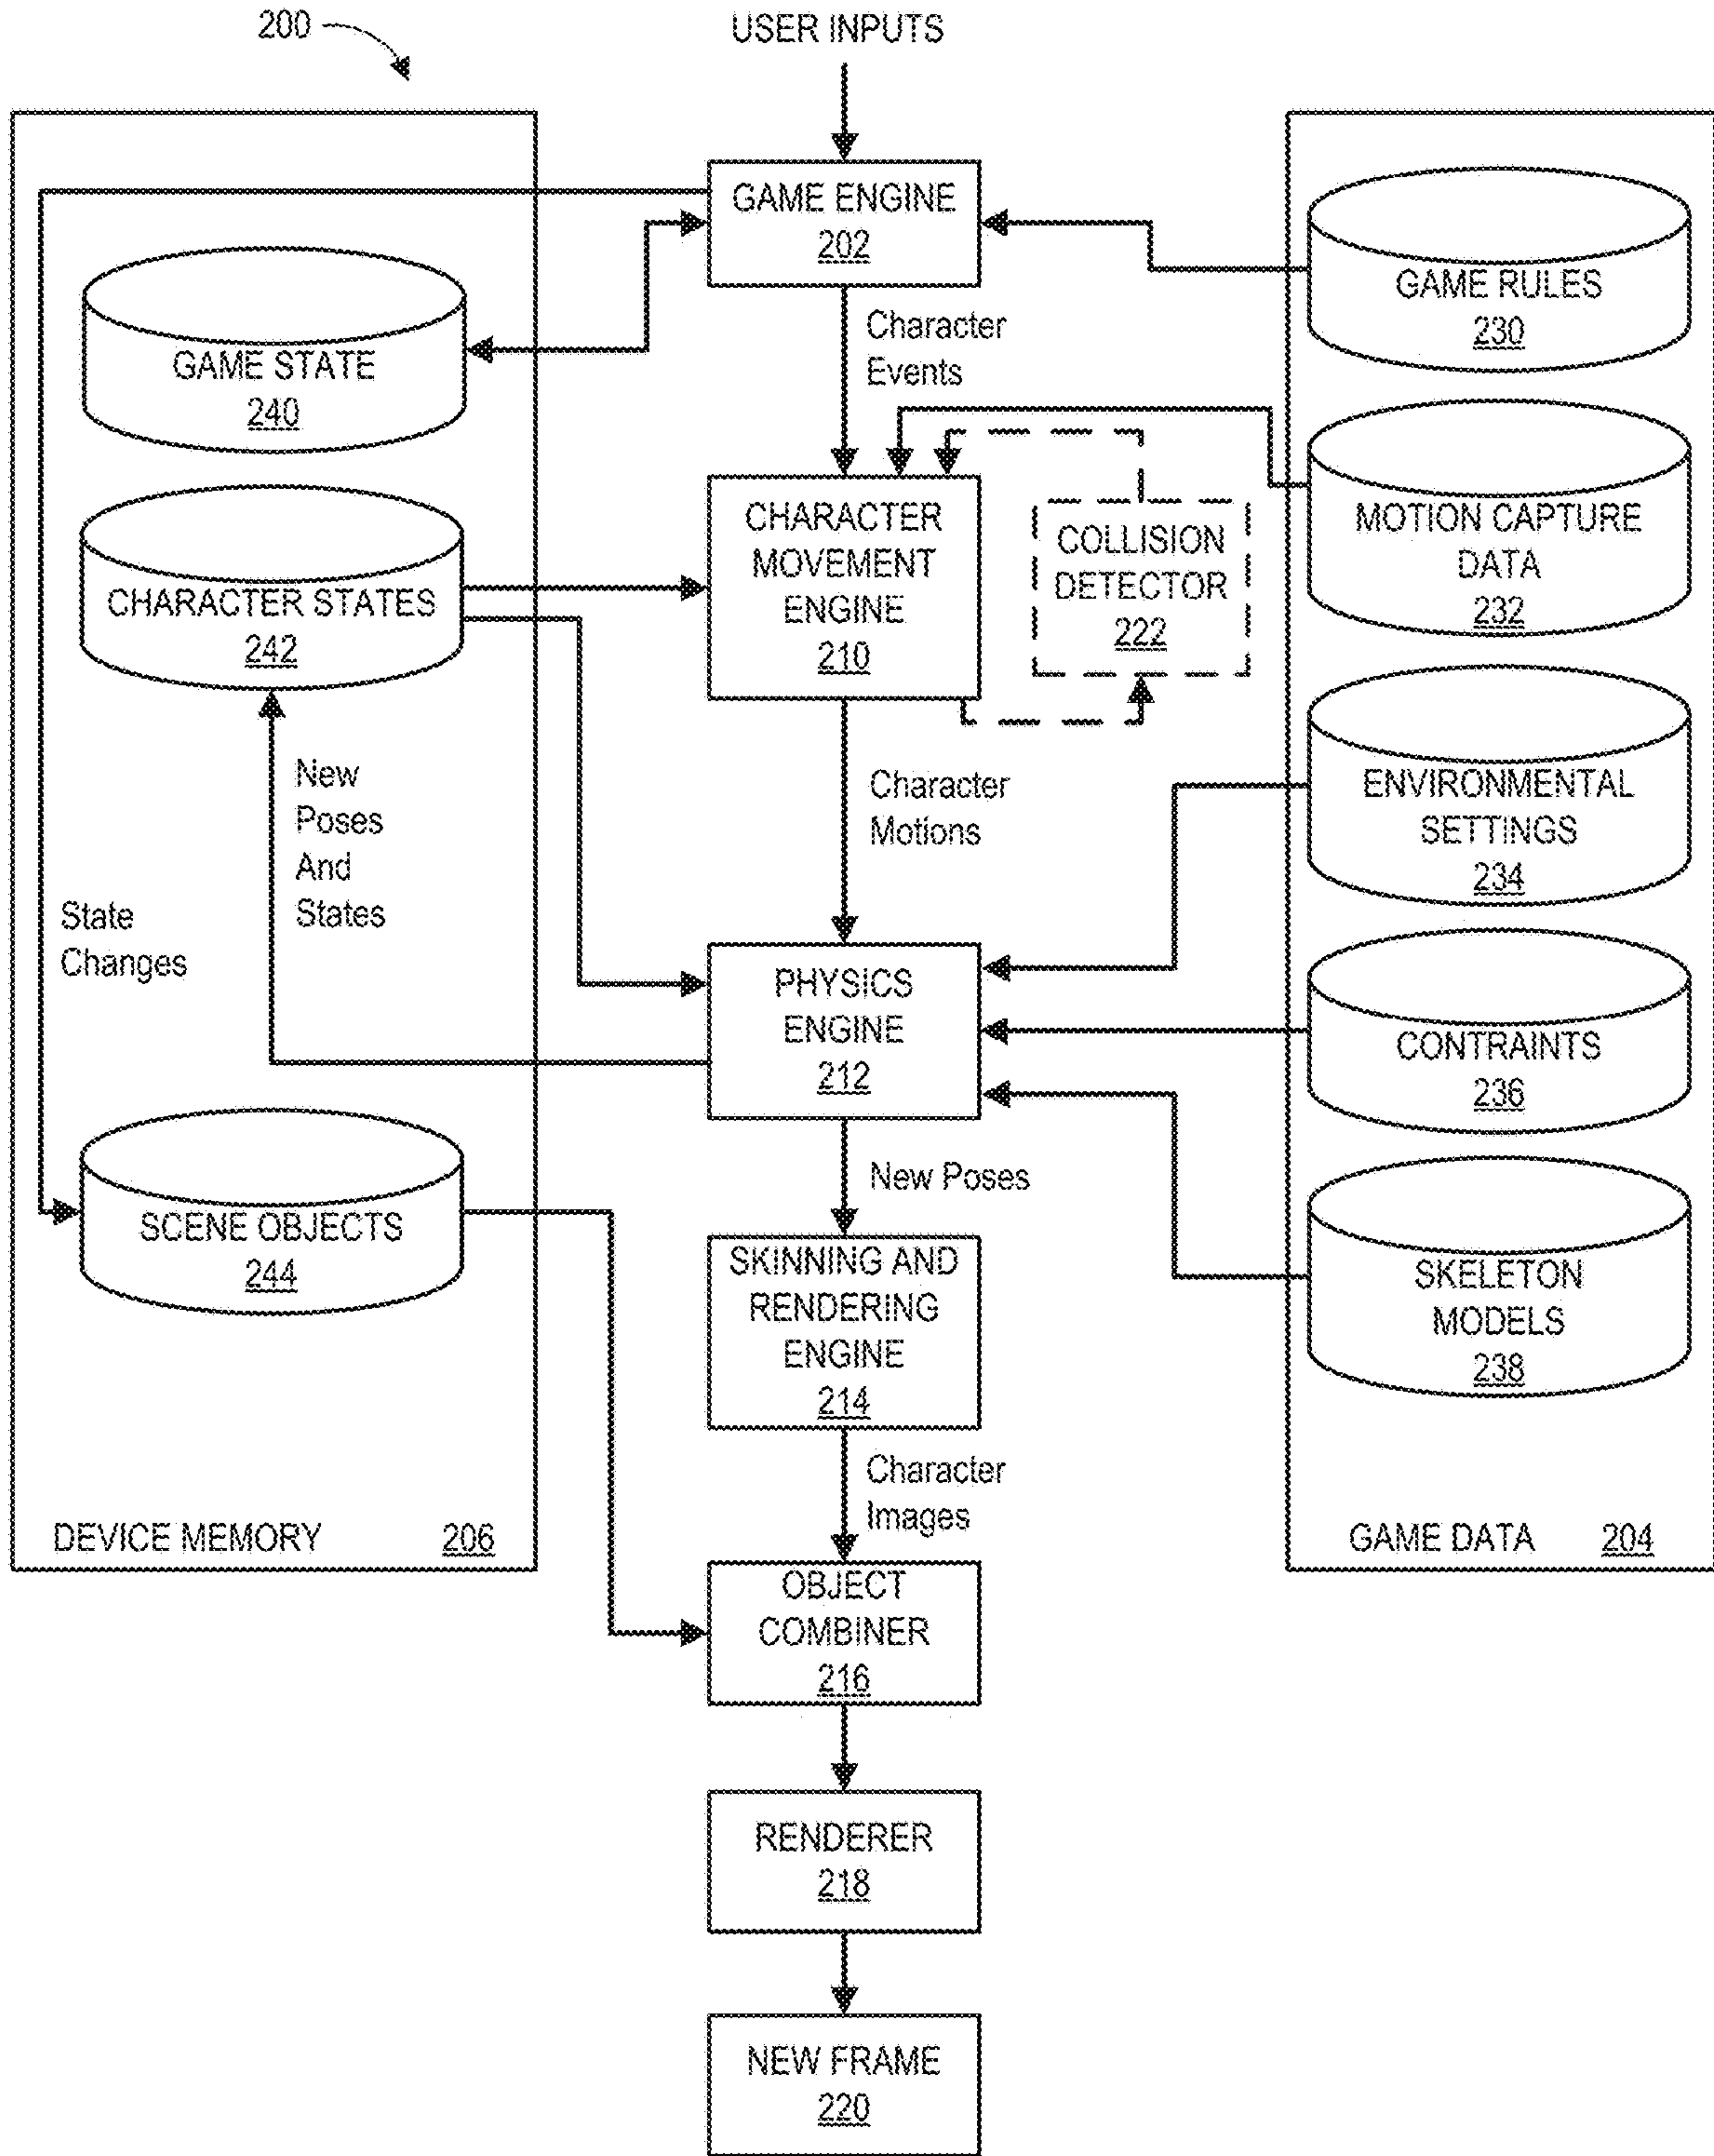 200
USER INPUTS
GAME ENGINE
202
GAME RULES
230
GAME STATE
240
Character
Events
MOTION CAPTURE
DATA
232
CHARACTER
MOVEMENT
ENGINE
210
COLLISION
DETECTOR
222
CHARACTER STATES
242
ENVIRONMENTAL
SETTINGS
234
New
Poses
And
States
Character
Motions
State
Changes
PHYSICS
ENGINE
212
CONTRAINTS
236
New Poses
SCENE OBJECTS
244
SKINNING AND
RENDERING
ENGINE
214
SKELETON
MODELS
238
Character
Images
DEVICE MEMORY 206
GAME DATA 204
OBJECT
COMBINER
216
RENDERER
218
NEW FRAME
220